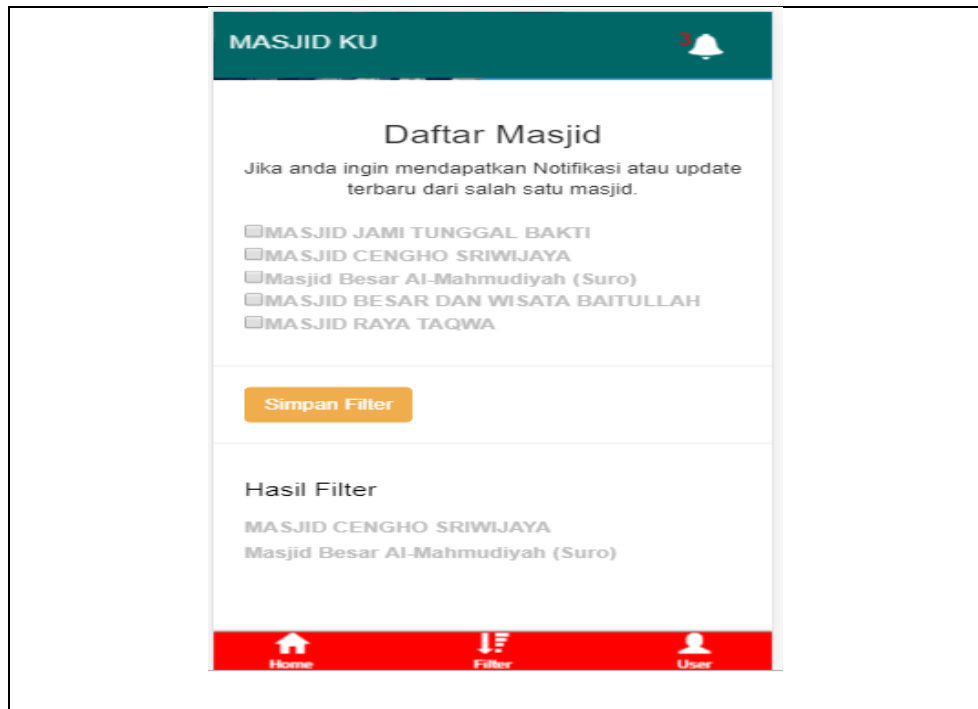 MASJID KU
3
Daftar Masjid
Jika anda ingin mendapatkan Notifikasi atau update
terbaru dari salah satu masjid.
MASJID JAMI TUNGGAL BAKTI
MASJID CENGHO SRIWIJAYA
Masjid Besar Al-Mahmudiyah (Suro)
MASJID BESAR DAN WISATA BAITULLAH
MASJID RAYA TAQWA
Simpan Filter
Hasil Filter
MASJID CENGHO SRIWIJAYA
Masjid Besar Al-Mahmudiyah (Suro)
Home Filter User